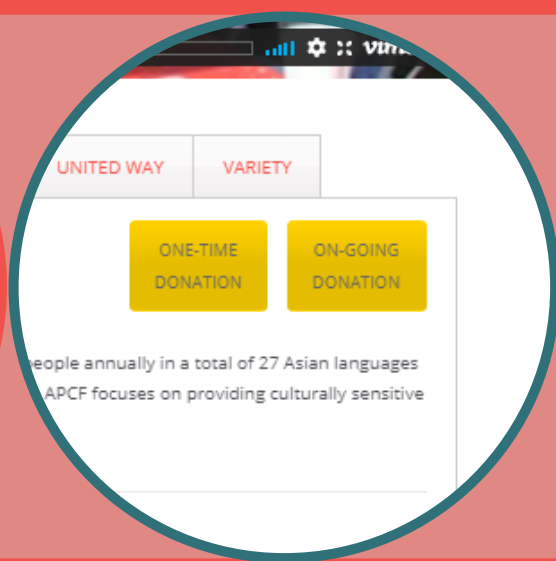 UNITED WAY
VARIETY
ONE-TIME
DONATION
ON-GOING
DONATION
people annually in a total of 27 Asian languages
APCF focuses on providing culturally sensitive